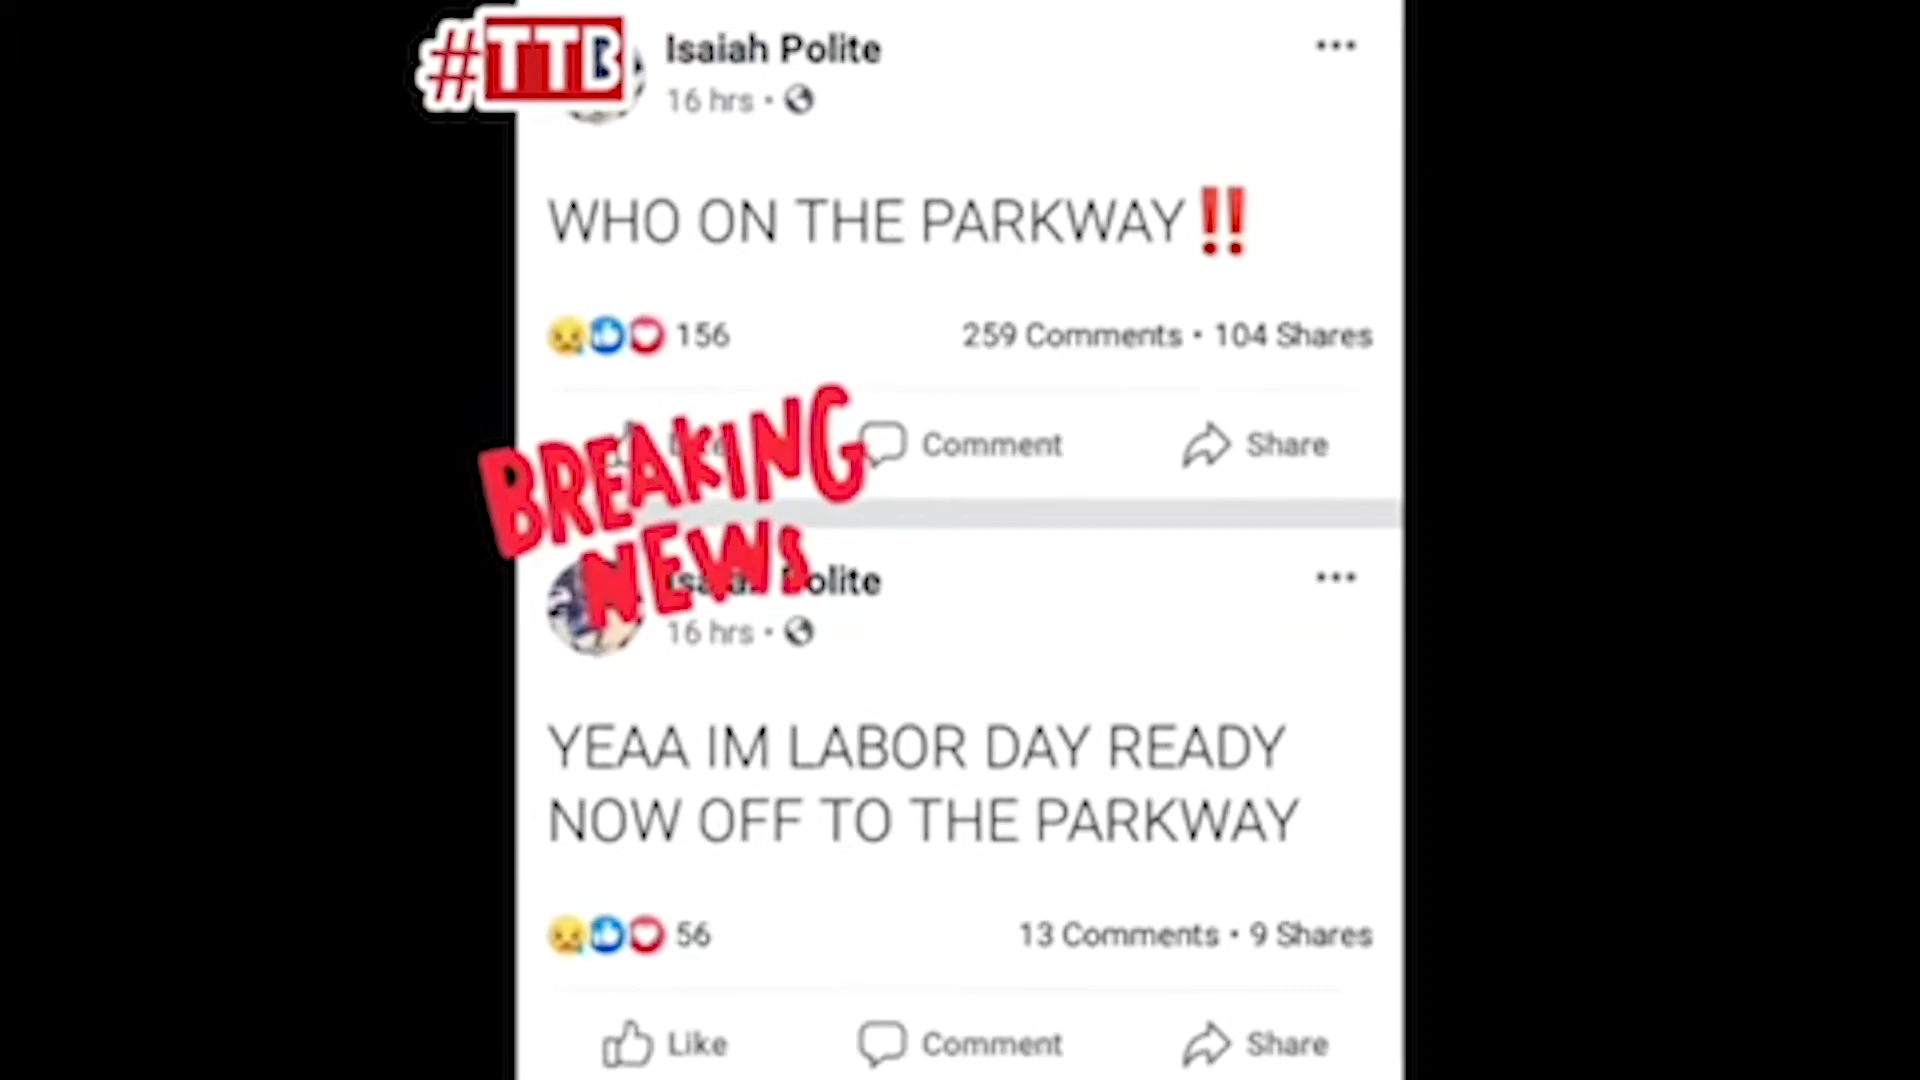 #TTB
Isaiah Polite
16 hrs
WHO ON THE PARKWAY‼
156
259 Comments • 104 Shares
Comment
Share
BREAKING
NEWS
Polite
16 hrs
YEAA IM LABOR DAY READY
NOW OFF TO THE PARKWAY
56
13 Comments • 9 Shares
Like
Comment
Share